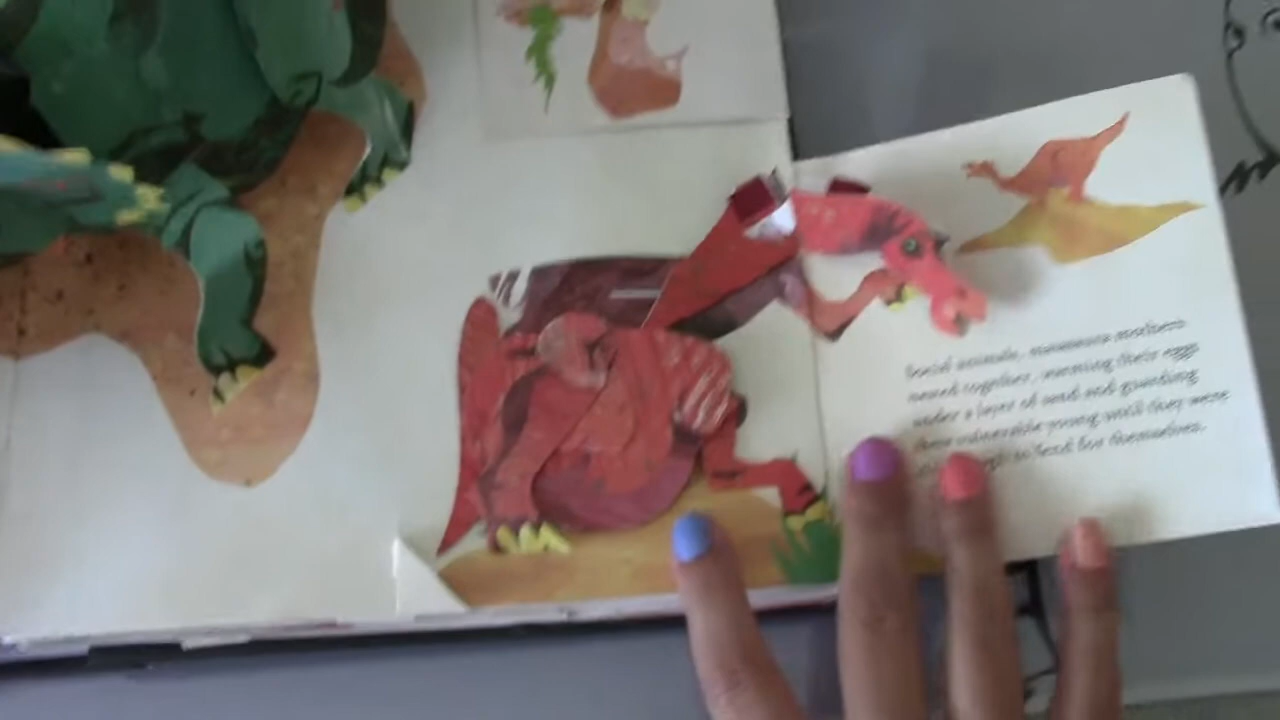 Social animals, maiasaura mothers
nested together, warming their eggs
under a layer of sand and guarding
their vulnerable young until they were
to fend for themselves.